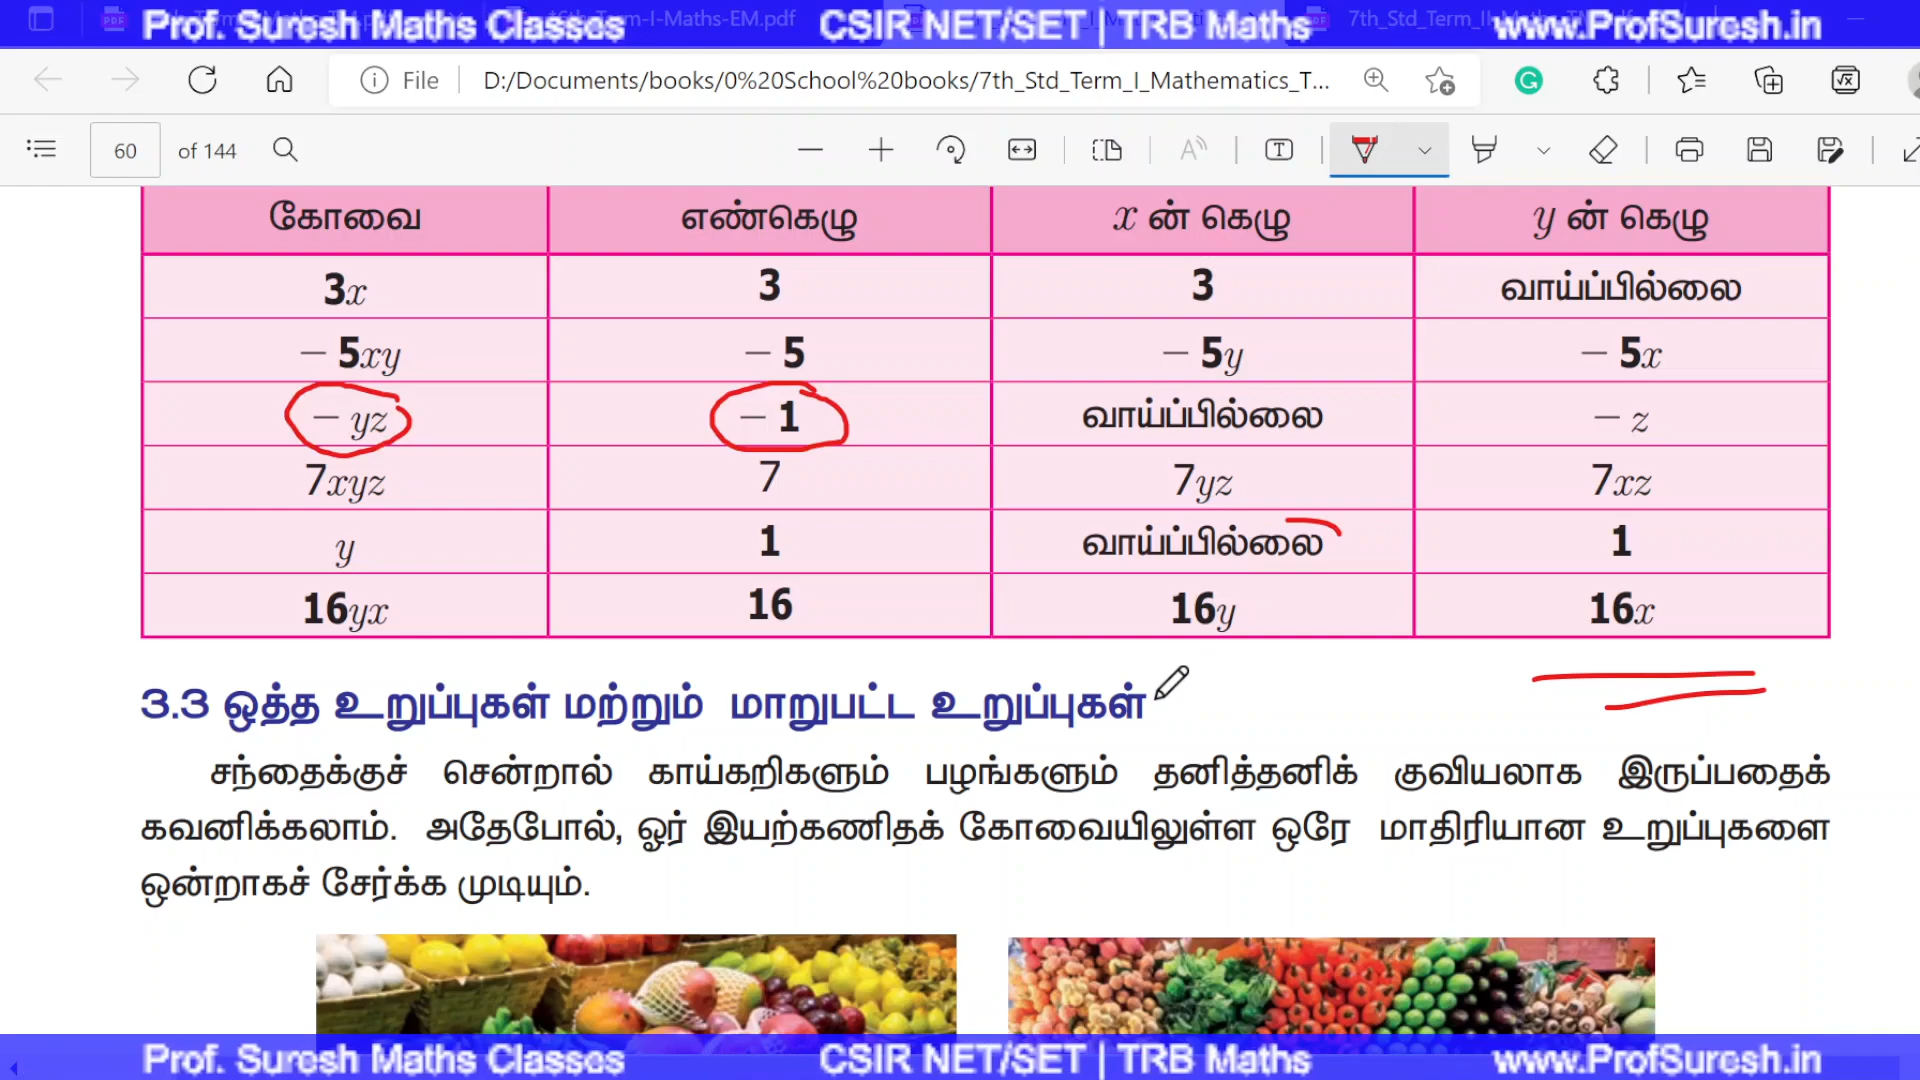 Prof. Suresh Maths Classes CSIR NET/SET | TRB Maths www.ProfSuresh.in
File D:/Documents/books/0%20School%20books/7th_Std_Term_I_Mathematics_T...
60 of 144
கோவை எண்கெழு x ன் கெழு y ன் கெழு
3x 3 3 வாய்ப்பில்லை
− 5xy − 5 − 5y − 5x
− yz − 1 வாய்ப்பில்லை − z
7xyz 7 7yz 7xz
y 1 வாய்ப்பில்லை 1
16yx 16 16y 16x
3.3 ஒத்த உறுப்புகள் மற்றும் மாறுபட்ட உறுப்புகள்
சந்தைக்குச் சென்றால் காய்கறிகளும் பழங்களும் தனித்தனிக் குவியலாக இருப்பதைக்
கவனிக்கலாம். அதேபோல், ஓர் இயற்கணிதக் கோவையிலுள்ள ஒரே மாதிரியான உறுப்புகளை
ஒன்றாகச் சேர்க்க முடியும்.
Prof. Suresh Maths Classes CSIR NET/SET | TRB Maths www.ProfSuresh.in